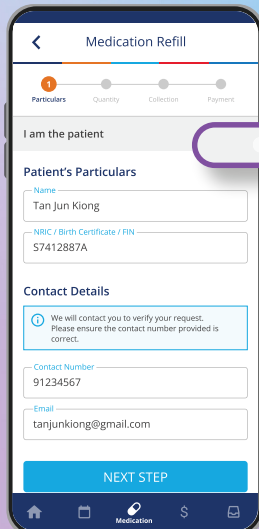 Medication Refill
1
Particulars
Quantity
Collection
Payment
I am the patient
Patient's Particulars
Name
Tan Jun Kiong
NRIC / Birth Certificate / FIN
S7412887A
Contact Details
We will contact you to verify your request.
Please ensure the contact number provided is
correct.
Contact Number
91234567
Email
tanjunkiong@gmail.com
NEXT STEP
Medication